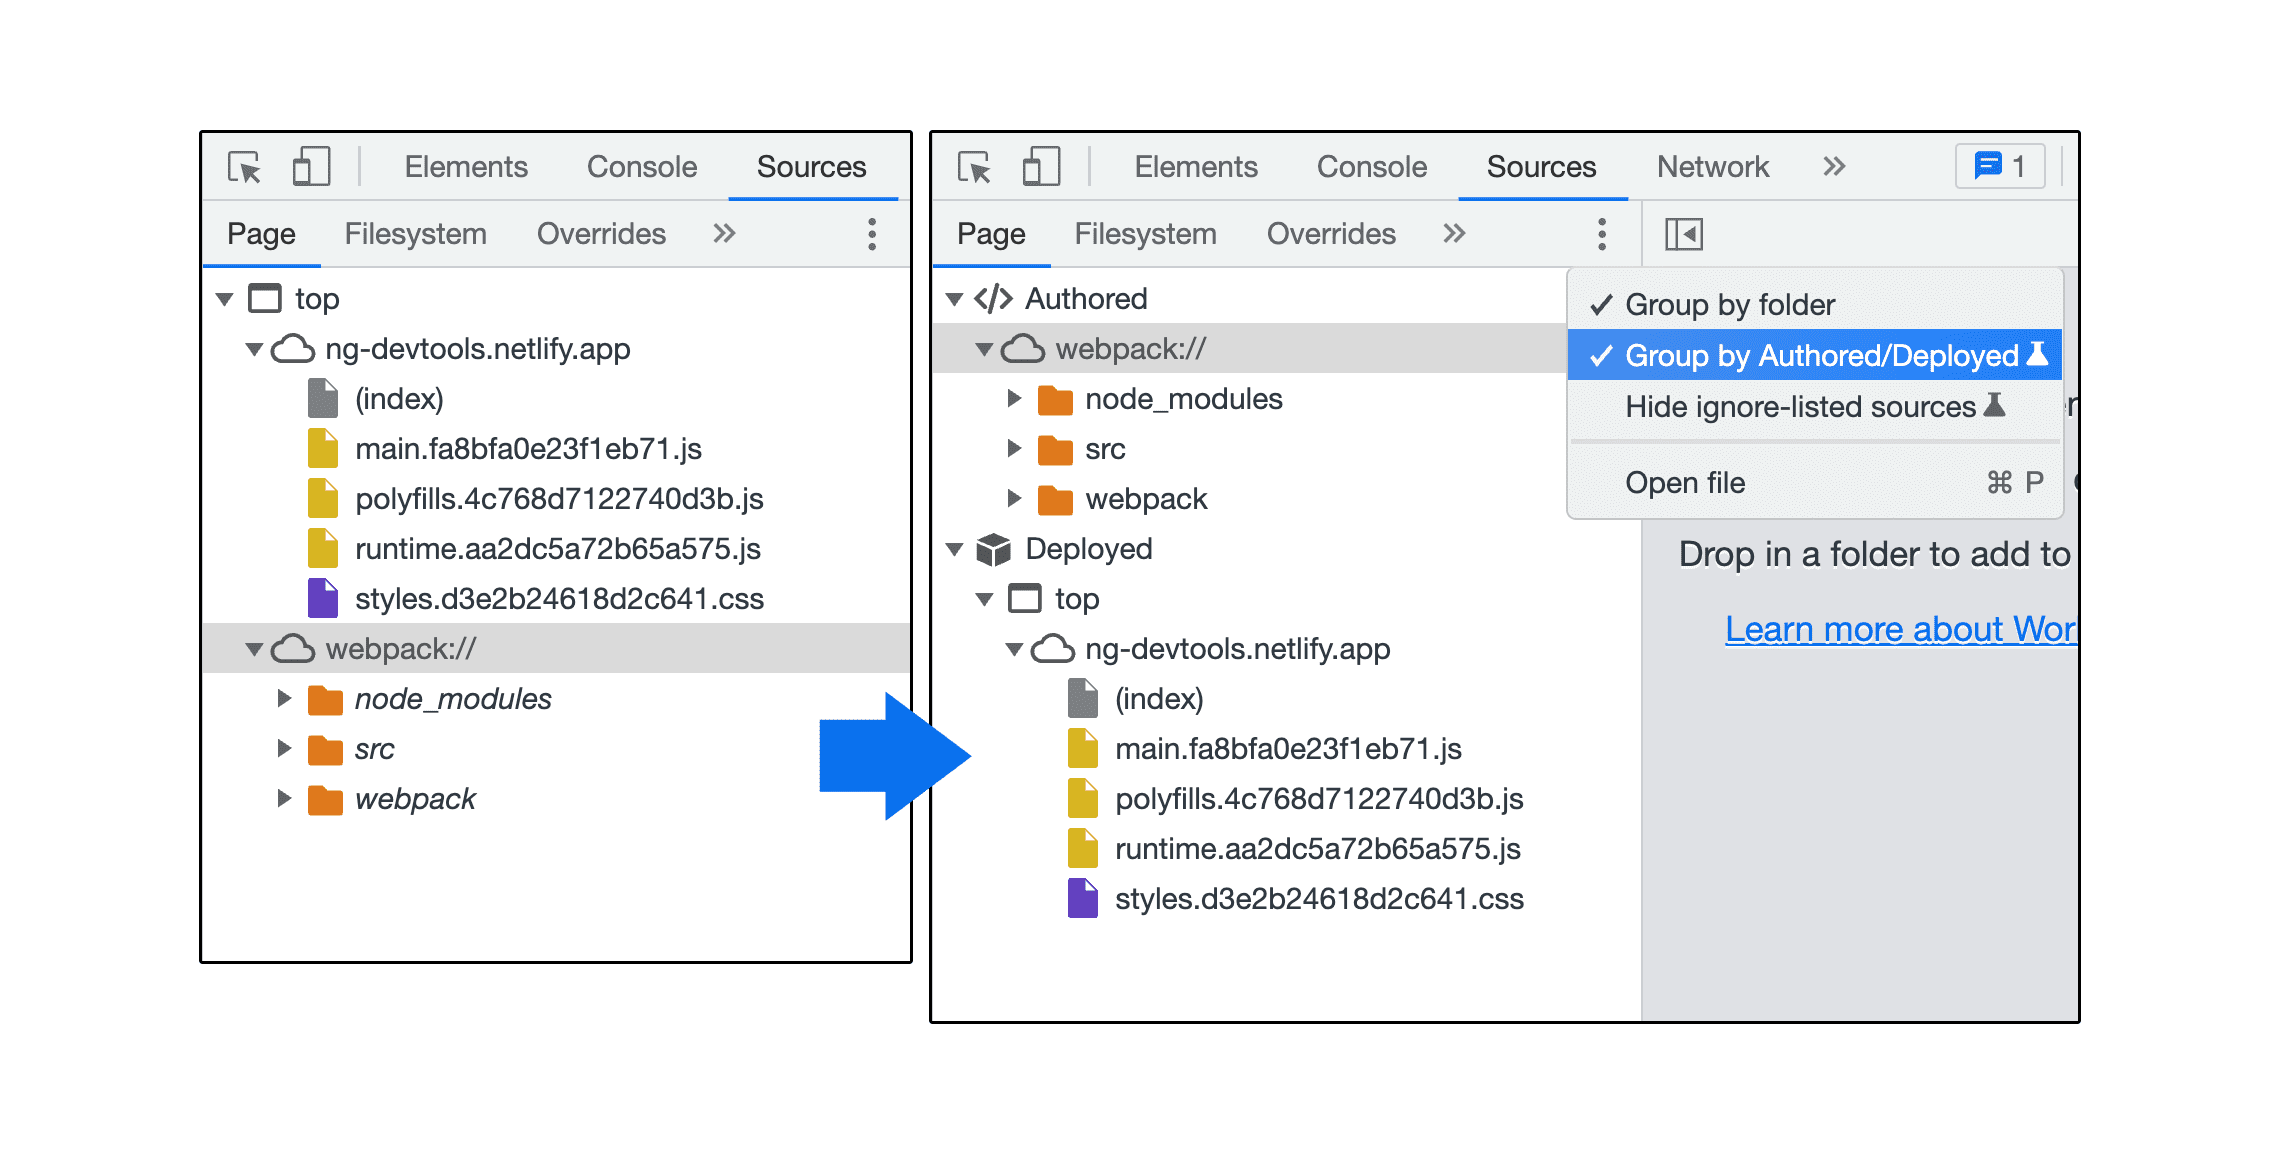 Elements Console Sources
Page Filesystem Overrides »
top
ng-devtools.netlify.app
(index)
main.fa8bfa0e23f1eb71.js
polyfills.4c768d7122740d3b.js
runtime.aa2dc5a72b65a575.js
styles.d3e2b24618d2c641.css
webpack://
node_modules
src
webpack
Elements Console Sources Network » 1
Page Filesystem Overrides »
Authored
webpack://
node_modules
src
webpack
Deployed
top
ng-devtools.netlify.app
(index)
main.fa8bfa0e23f1eb71.js
polyfills.4c768d7122740d3b.js
runtime.aa2dc5a72b65a575.js
styles.d3e2b24618d2c641.css
✓ Group by folder
✓ Group by Authored/Deployed
Hide ignore-listed sources
Open file ⌘ P
Drop in a folder to add to
Learn more about Wor